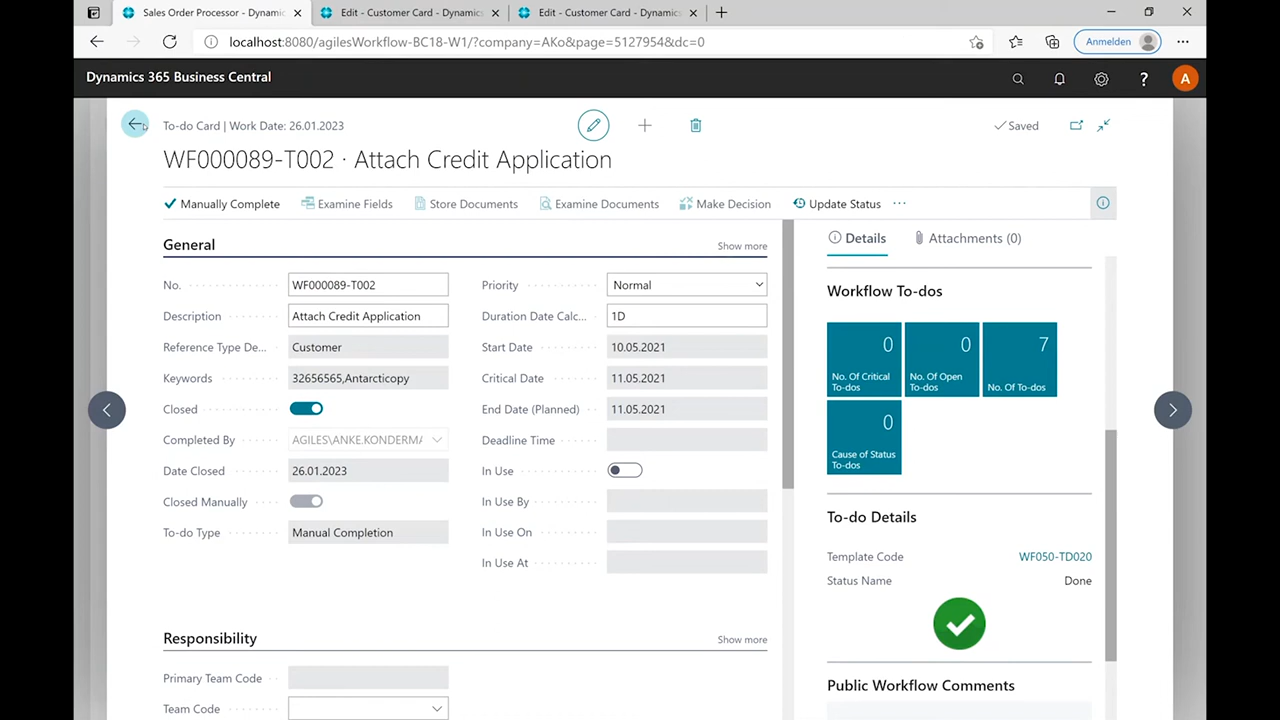 Sales Order Processor - Dynami
Edit - Customer Card - Dynamics
Edit - Customer Card - Dynamics
localhost:8080/agilesWorkflow-BC18-W1/?company=AKo&page=5127954&dc=0
Anmelden
Dynamics 365 Business Central
A
To-do Card | Work Date: 26.01.2023
Saved
WF000089-T002 · Attach Credit Application
Manually Complete
Examine Fields
Store Documents
Examine Documents
Make Decision
Update Status
General
Show more
No.
WF000089-T002
Description
Attach Credit Application
Reference Type De...
Customer
Keywords
32656565,Antarcticopy
Closed
Completed By
AGILES\ANKE.KONDERMA
Date Closed
26.01.2023
Closed Manually
To-do Type
Manual Completion
Priority
Normal
Duration Date Calc...
1D
Start Date
10.05.2021
Critical Date
11.05.2021
End Date (Planned)
11.05.2021
Deadline Time
In Use
In Use By
In Use On
In Use At
Responsibility
Show more
Primary Team Code
Team Code
Details
Attachments (0)
Workflow To-dos
0
No. Of Critical
To-dos
0
No. Of Open
To-dos
7
No. Of To-dos
0
Cause of Status
To-dos
To-do Details
Template Code
WF050-TD020
Status Name
Done
Public Workflow Comments